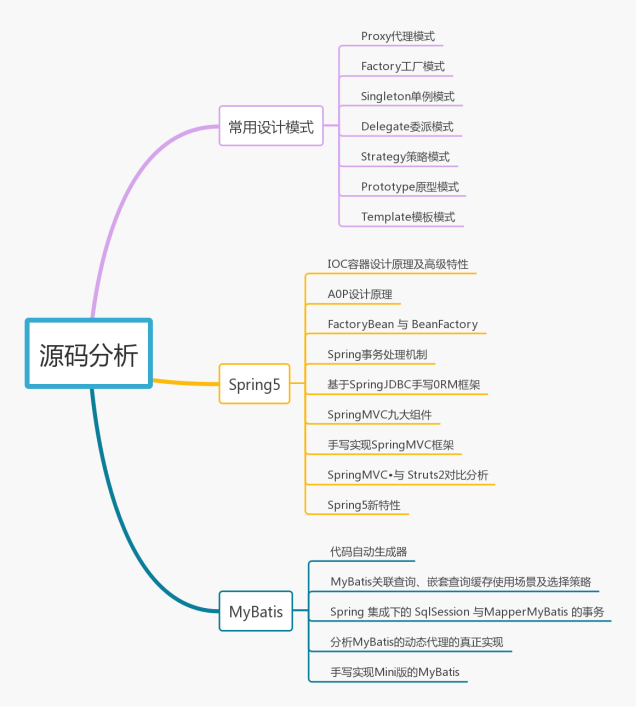 源码分析
常用设计模式
Proxy代理模式
Factory工厂模式
Singleton单例模式
Delegate委派模式
Strategy策略模式
Prototype原型模式
Template模板模式
Spring5
IOC容器设计原理及高级特性
A0P设计原理
FactoryBean 与 BeanFactory
Spring事务处理机制
基于SpringJDBC手写0RM框架
SpringMVC九大组件
手写实现SpringMVC框架
SpringMVC•与 Struts2对比分析
Spring5新特性
MyBatis
代码自动生成器
MyBatis关联查询、嵌套查询缓存使用场景及选择策略
Spring 集成下的 SqlSession 与MapperMyBatis 的事务
分析MyBatis的动态代理的真正实现
手写实现Mini版的MyBatis